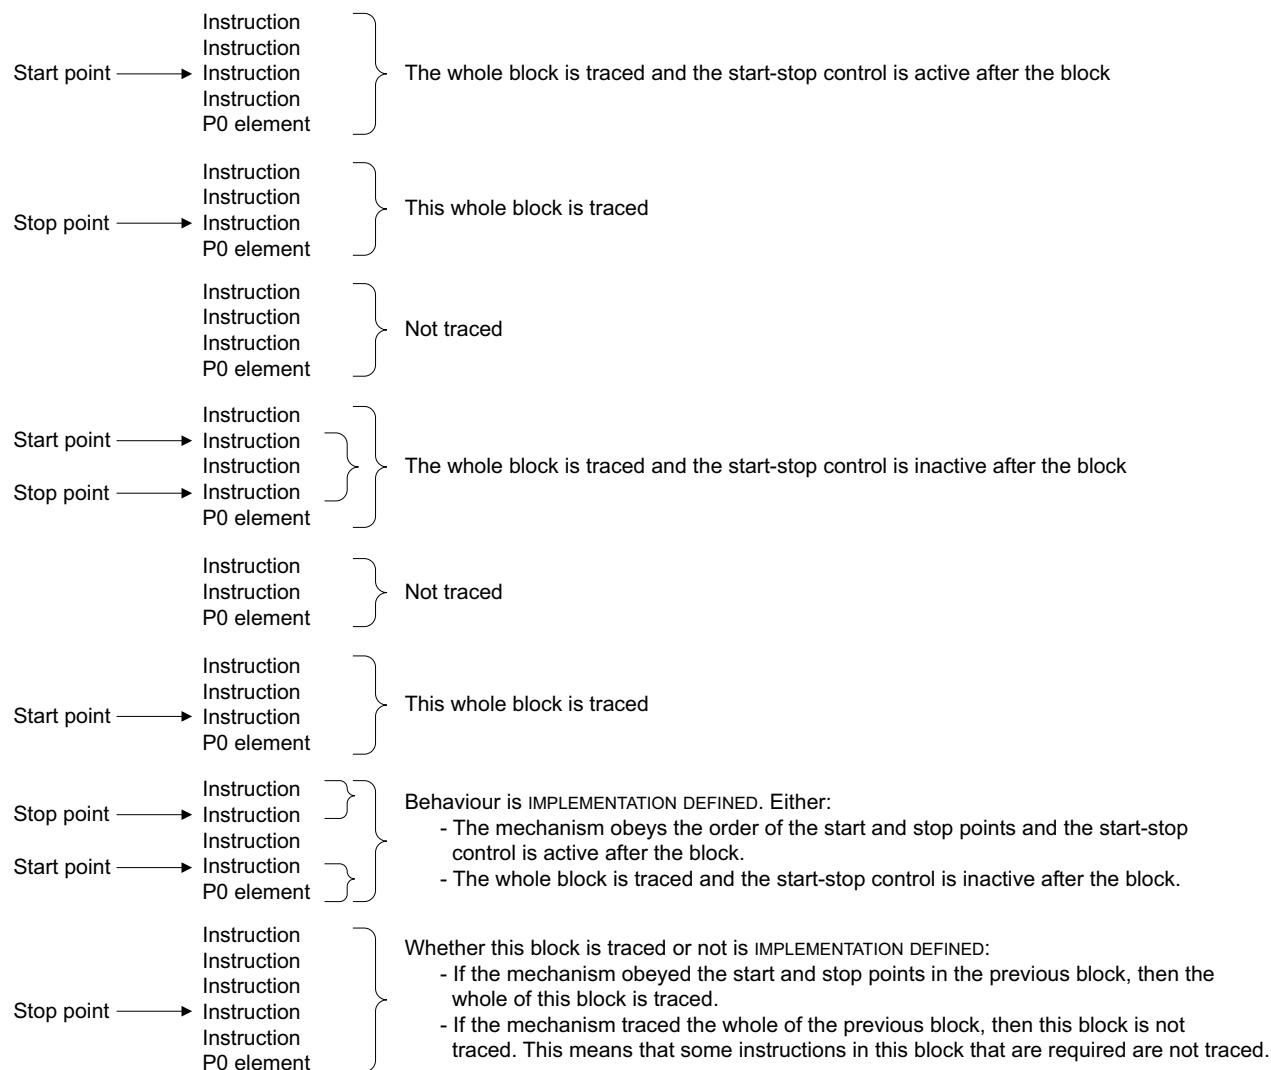 Instruction
Instruction
Start point Instruction The whole block is traced and the start-stop control is active after the block
Instruction
P0 element
Instruction
Instruction
This whole block is traced
Stop point Instruction
P0 element
Instruction
Instruction
Not traced
Instruction
P0 element
Instruction
Start point Instruction
Instruction The whole block is traced and the start-stop control is inactive after the block
Stop point Instruction
P0 element
Instruction
Instruction Not traced
P0 element
Instruction
Instruction
This whole block is traced
Start point Instruction
P0 element
Instruction
Behaviour is IMPLEMENTATION DEFINED. Either:
Stop point Instruction
- The mechanism obeys the order of the start and stop points and the start-stop
Instruction
control is active after the block.
Start point Instruction
- The whole block is traced and the start-stop control is inactive after the block.
P0 element
Instruction
Whether this block is traced or not is IMPLEMENTATION DEFINED:
Instruction
- If the mechanism obeyed the start and stop points in the previous block, then the
Instruction
whole of this block is traced.
Stop point Instruction
- If the mechanism traced the whole of the previous block, then this block is not
Instruction
traced. This means that some instructions in this block that are required are not traced.
P0 element